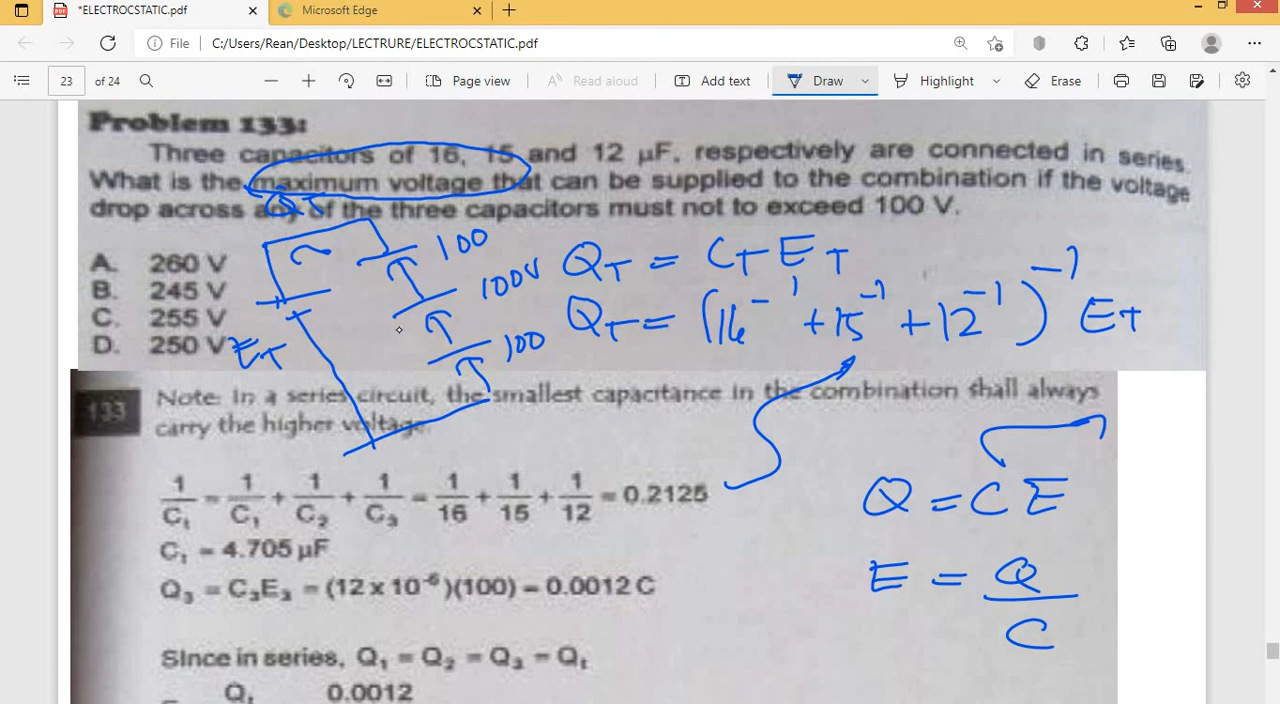 *ELECTROCSTATIC.pdf
Microsoft Edge
File
C:/Users/Rean/Desktop/LECTRURE/ELECTROCSTATIC.pdf
23
of 24
Page view
Read aloud
Add text
Draw
Highlight
Erase
Problem 133:
Three capacitors of 16, 15 and 12 µF, respectively are connected in series.
What is the maximum voltage that can be supplied to the combination if the voltage
drop across any of the three capacitors must not to exceed 100 V.
A. 260 V
B. 245 V
C. 255 V
D. 250 V
QT
100
100V
100
ET
QT = CT ET
QT = (16⁻¹ + 15⁻¹ + 12⁻¹)⁻¹ ET
133
Note: In a series circuit, the smallest capacitance in the combination shall always
carry the higher voltage.
1/Cₜ = 1/C₁ + 1/C₂ + 1/C₃ = 1/16 + 1/15 + 1/12 = 0.2125
Cₜ = 4.705 µF
Q₃ = C₃E₃ = (12 x 10⁻⁶)(100) = 0.0012 C
Since in series, Q₁ = Q₂ = Q₃ = Qₜ
Qₜ 0.0012
Q = CE
E = Q/C